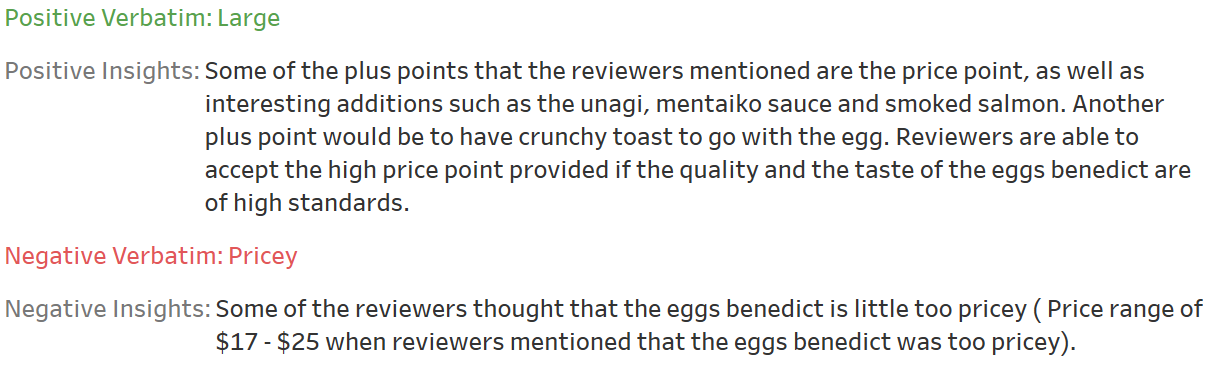 Positive Verbatim: Large
Positive Insights: Some of the plus points that the reviewers mentioned are the price point, as well as
interesting additions such as the unagi, mentaiko sauce and smoked salmon. Another
plus point would be to have crunchy toast to go with the egg. Reviewers are able to
accept the high price point provided if the quality and the taste of the eggs benedict are
of high standards.
Negative Verbatim: Pricey
Negative Insights: Some of the reviewers thought that the eggs benedict is little too pricey ( Price range of
$17 - $25 when reviewers mentioned that the eggs benedict was too pricey).